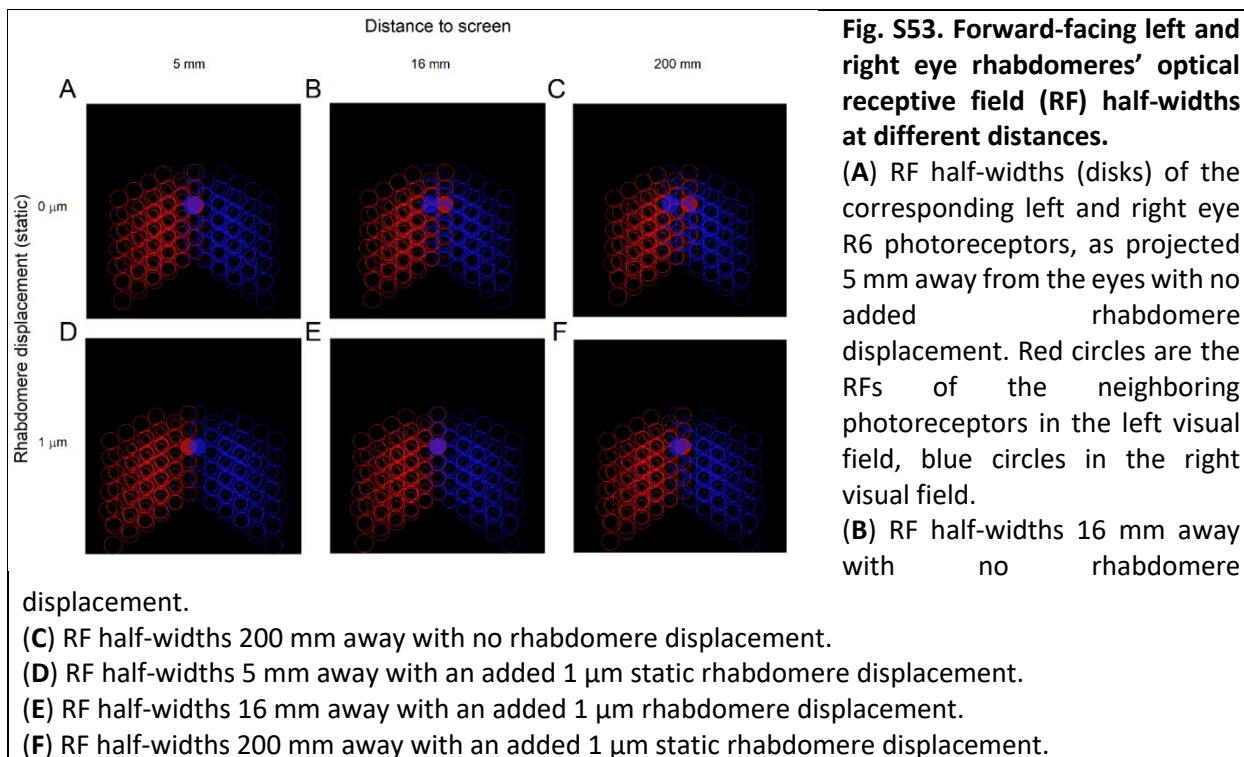 Distance to screen
5 mm
16 mm
200 mm
A
B
C
0 µm
D
E
F
1 µm
Rhabdomere displacement (static)
Fig. S53. Forward-facing left and
right eye rhabdomeres’ optical
receptive field (RF) half-widths
at different distances.
(A) RF half-widths (disks) of the
corresponding left and right eye
R6 photoreceptors, as projected
5 mm away from the eyes with no
added rhabdomere
displacement. Red circles are the
RFs of the neighboring
photoreceptors in the left visual
field, blue circles in the right
visual field.
(B) RF half-widths 16 mm away
with no rhabdomere
displacement.
(C) RF half-widths 200 mm away with no rhabdomere displacement.
(D) RF half-widths 5 mm away with an added 1 µm static rhabdomere displacement.
(E) RF half-widths 16 mm away with an added 1 µm rhabdomere displacement.
(F) RF half-widths 200 mm away with an added 1 µm static rhabdomere displacement.